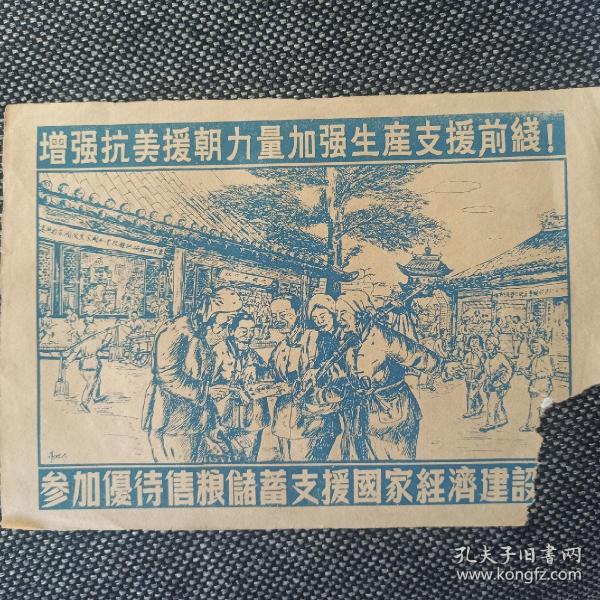 增强抗美援朝力量加强生産支援前綫！
参加優待售粮儲蓄支援國家經濟建設
孔夫子旧書网
www.kongfz.com